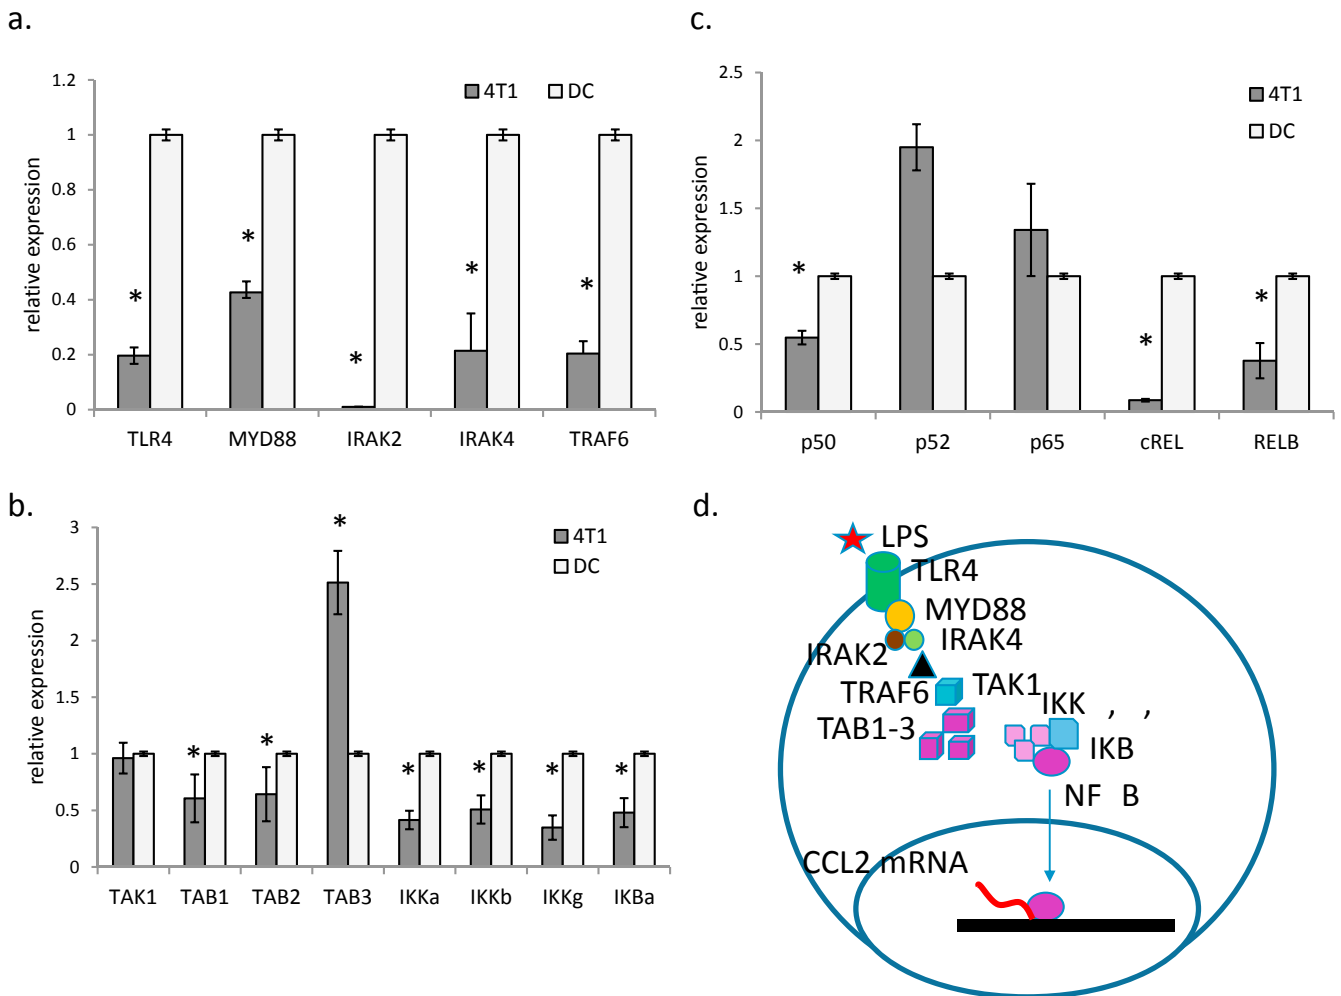 a.
relative expression
1.2
1
0.8
0.6
0.4
0.2
0
4T1 DC
* * * * *
TLR4 MYD88 IRAK2 IRAK4 TRAF6
b.
relative expression
3
2.5
2
1.5
1
0.5
0
4T1
DC
* * * * * * *
TAK1 TAB1 TAB2 TAB3 IKKa IKKb IKKg IKBa
c.
relative expression
2.5
2
1.5
1
0.5
0
4T1
DC
* * *
p50 p52 p65 cREL RELB
d.
LPS
TLR4
MYD88
IRAK4
IRAK2
TRAF6 TAK1
TAB1-3
IKK , ,
IKB
NF B
CCL2 mRNA